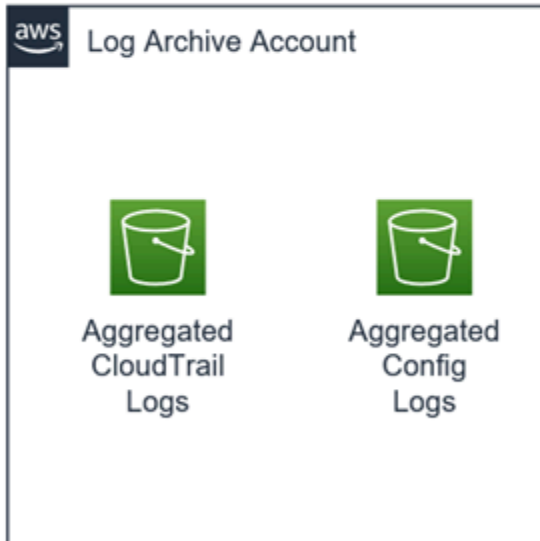 aws
Log Archive Account
Aggregated
CloudTrail
Logs
Aggregated
Config
Logs